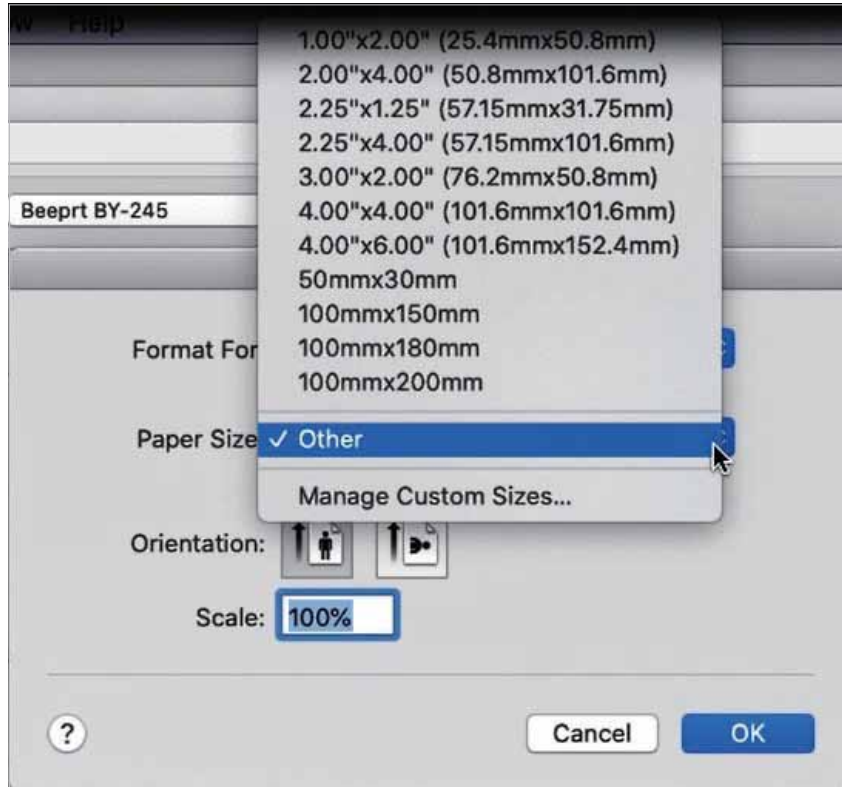 Help
1.00"x2.00" (25.4mmx50.8mm)
2.00"x4.00" (50.8mmx101.6mm)
2.25"x1.25" (57.15mmx31.75mm)
2.25"x4.00" (57.15mmx101.6mm)
3.00"x2.00" (76.2mmx50.8mm)
Beeprt BY-245
4.00"x4.00" (101.6mmx101.6mm)
4.00"x6.00" (101.6mmx152.4mm)
50mmx30mm
100mmx150mm
Format For
100mmx180mm
100mmx200mm
Paper Size ✓ Other
Manage Custom Sizes...
Orientation:
Scale: 100%
? Cancel OK